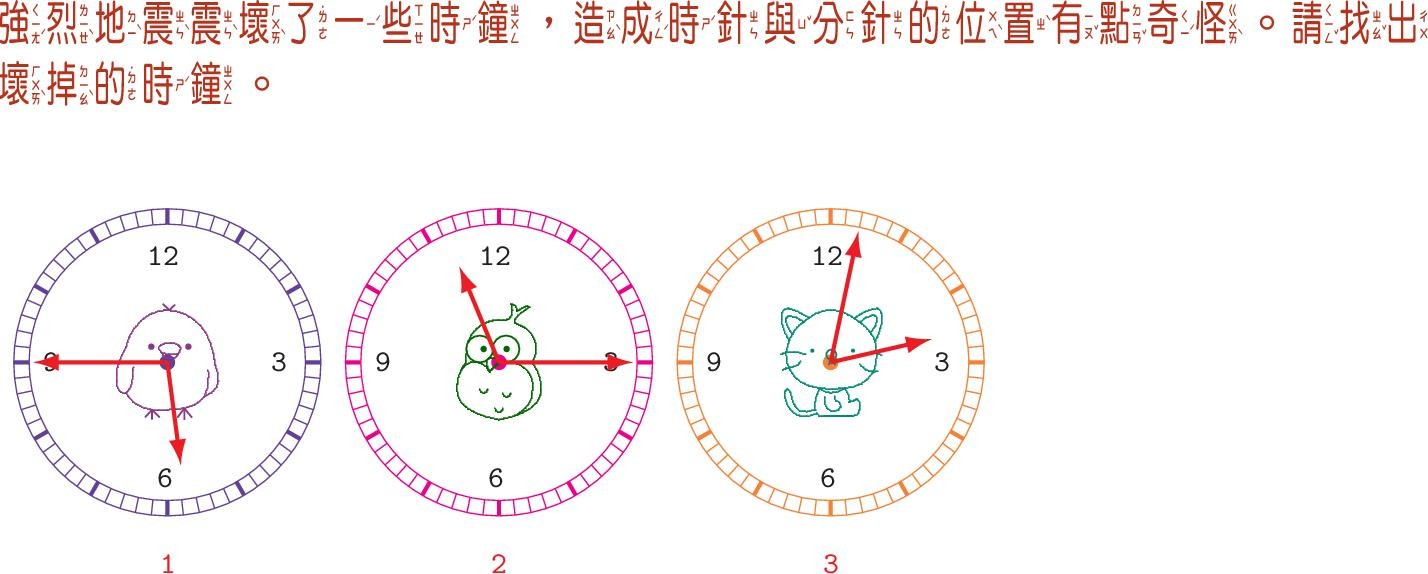 強烈地震震壞了一些時鐘，造成時針與分針的位置有點奇怪。請找出
壞掉的時鐘。
12 12 12
9 3 9 3 9 3
6 6 6
1 2 3